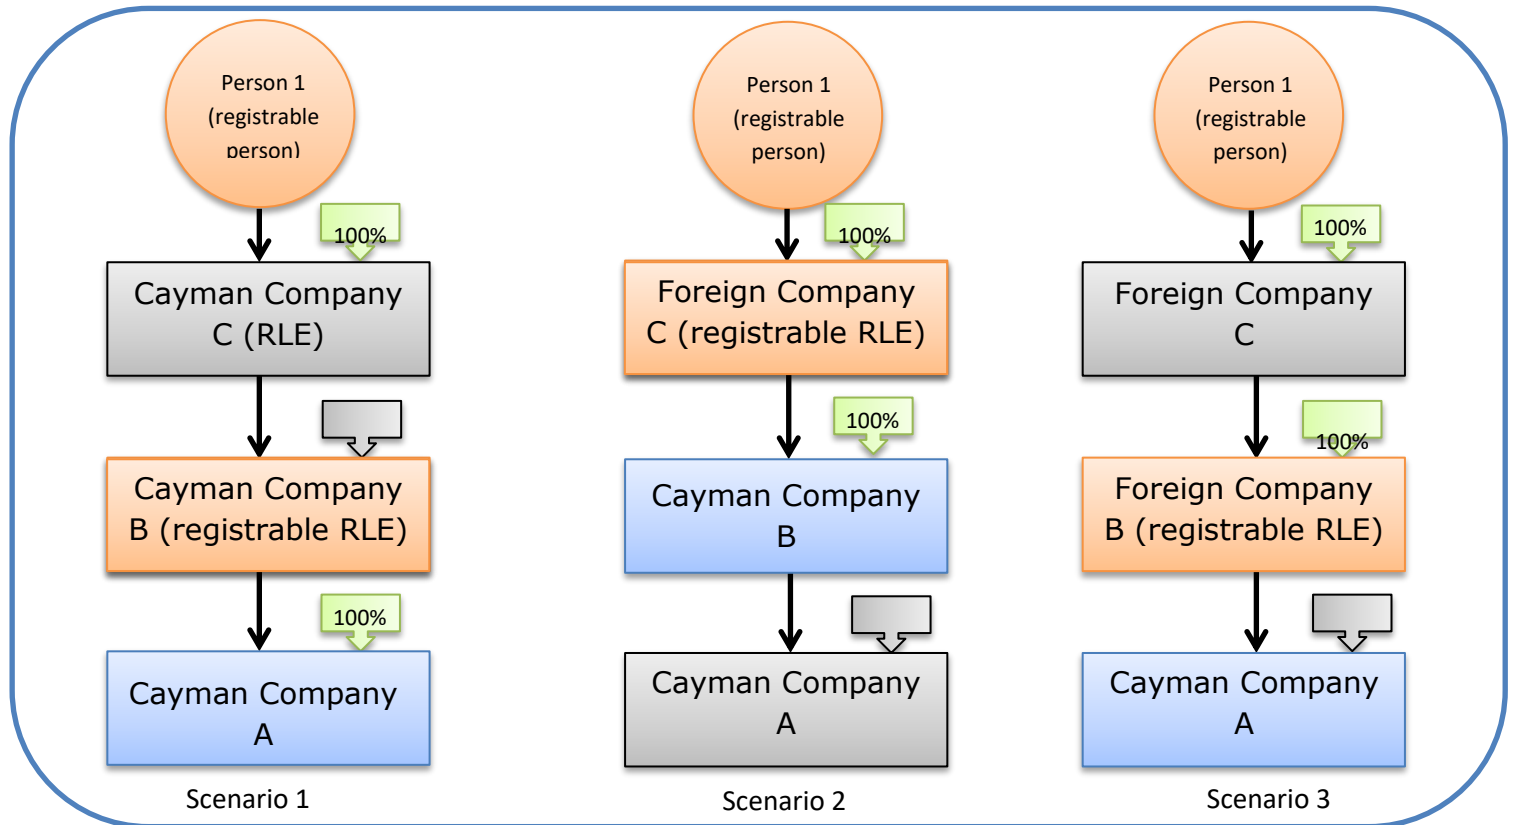 Person 1
(registrable
person)
100%
Cayman Company
C (RLE)
Cayman Company
B (registrable RLE)
100%
Cayman Company
A
Scenario 1
Person 1
(registrable
person)
100%
Foreign Company
C (registrable RLE)
100%
Cayman Company
B
Cayman Company
A
Scenario 2
Person 1
(registrable
person)
100%
Foreign Company
C
100%
Foreign Company
B (registrable RLE)
Cayman Company
A
Scenario 3